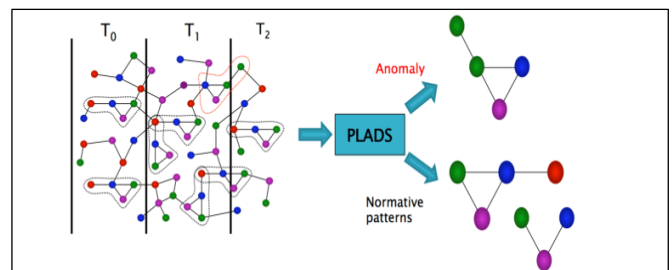 T0 T1 T2
Anomaly
PLADS
Normative
patterns